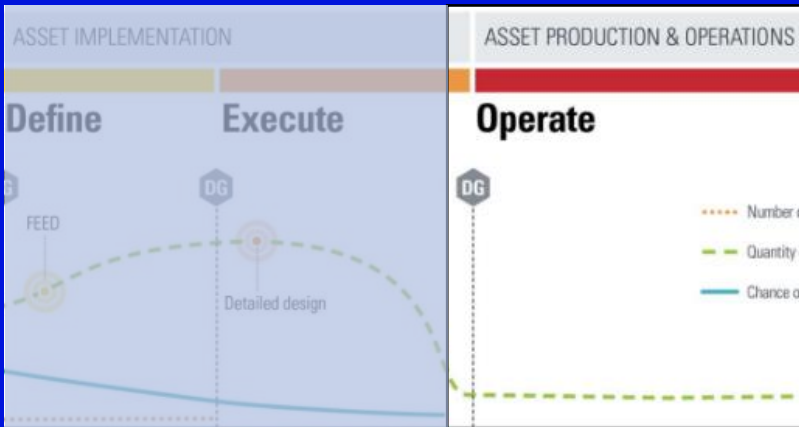 ASSET IMPLEMENTATION
ASSET PRODUCTION & OPERATIONS
Define
Execute
Operate
DG
DG
FEED
Number
Quantity
Detailed design
Chance